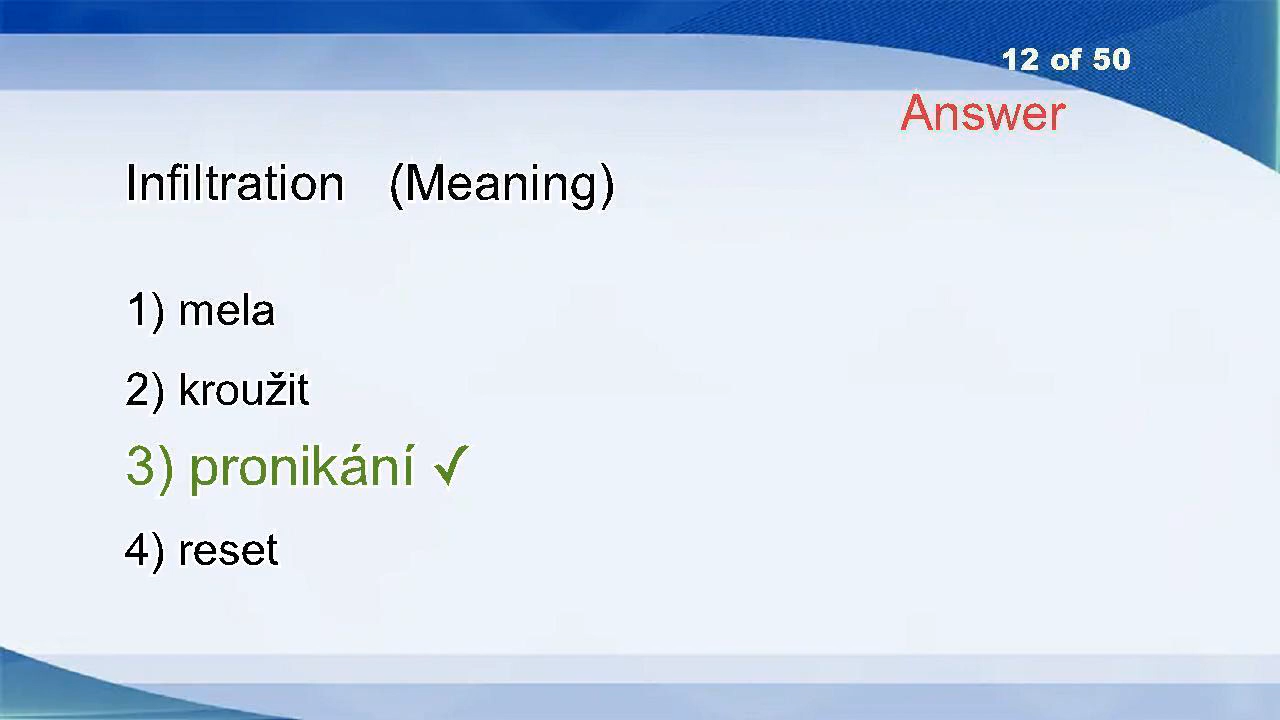 12 of 50
Answer
Infiltration (Meaning)
1) mela
2) kroužit
3) pronikání ✓
4) reset